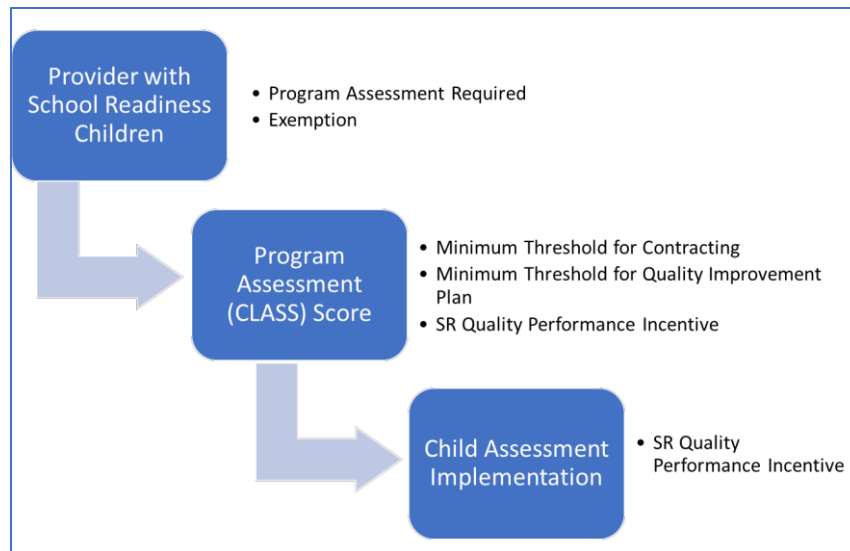 Provider with
School Readiness
Children
• Program Assessment Required
• Exemption
Program
Assessment
(CLASS) Score
• Minimum Threshold for Contracting
• Minimum Threshold for Quality Improvement
Plan
• SR Quality Performance Incentive
Child Assessment
Implementation
• SR Quality
Performance Incentive